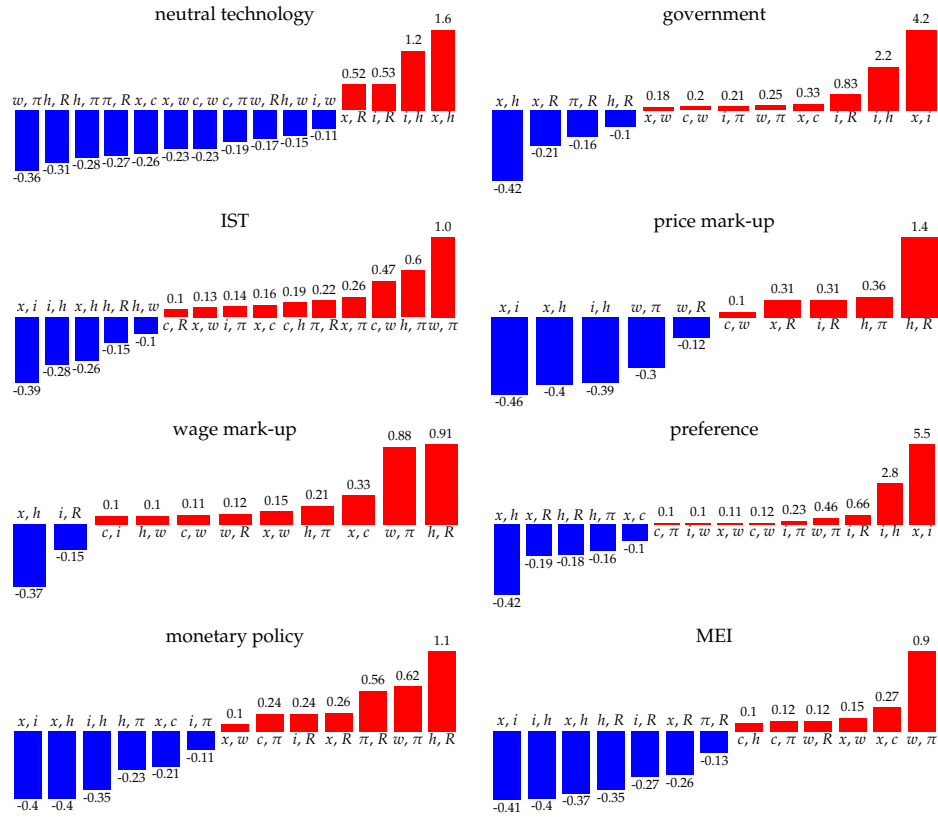 neutral technology
1.6
1.2
0.52 0.53
w, π h, R h, π π, R x, c x, w c, w c, π w, R h, w i, w
x, R i, R i, h x, h
-0.36 -0.31 -0.28 -0.27 -0.26 -0.23 -0.23 -0.19 -0.17 -0.15 -0.11
government
4.2
2.2
0.18 0.2 0.21 0.25 0.33 0.83
x, h x, R π, R h, R
x, w c, w i, π w, π x, c i, R i, h x, i
-0.42 -0.21 -0.16 -0.1
IST
1.0
0.1 0.13 0.14 0.16 0.19 0.22 0.26 0.47 0.6
x, i i, h x, h h, R h, w
c, R x, w i, π x, c c, h π, R x, π c, w h, π w, π
-0.39 -0.28 -0.26 -0.15 -0.1
price mark-up
1.4
0.1 0.31 0.31 0.36
x, i x, h i, h w, π w, R
c, w x, R i, R h, π h, R
-0.46 -0.4 -0.39 -0.3 -0.12
wage mark-up
0.88 0.91
0.1 0.1 0.11 0.12 0.15 0.21 0.33
x, h i, R
c, i h, w c, w w, R x, w h, π x, c w, π h, R
-0.37 -0.15
preference
5.5
2.8
0.1 0.1 0.11 0.12 0.23 0.46 0.66
x, h x, R h, R h, π x, c
c, π i, w x, w c, w i, π w, π i, R i, h x, i
-0.42 -0.19 -0.18 -0.16 -0.1
monetary policy
1.1
0.1 0.24 0.24 0.26 0.56 0.62
x, i x, h i, h h, π x, c i, π
x, w c, π i, R x, R π, R w, π h, R
-0.4 -0.4 -0.35 -0.23 -0.21 -0.11
MEI
0.9
0.1 0.12 0.12 0.15 0.27
x, i i, h x, h h, R i, R x, R π, R
c, h c, π w, R x, w x, c w, π
-0.41 -0.4 -0.37 -0.35 -0.27 -0.26 -0.13